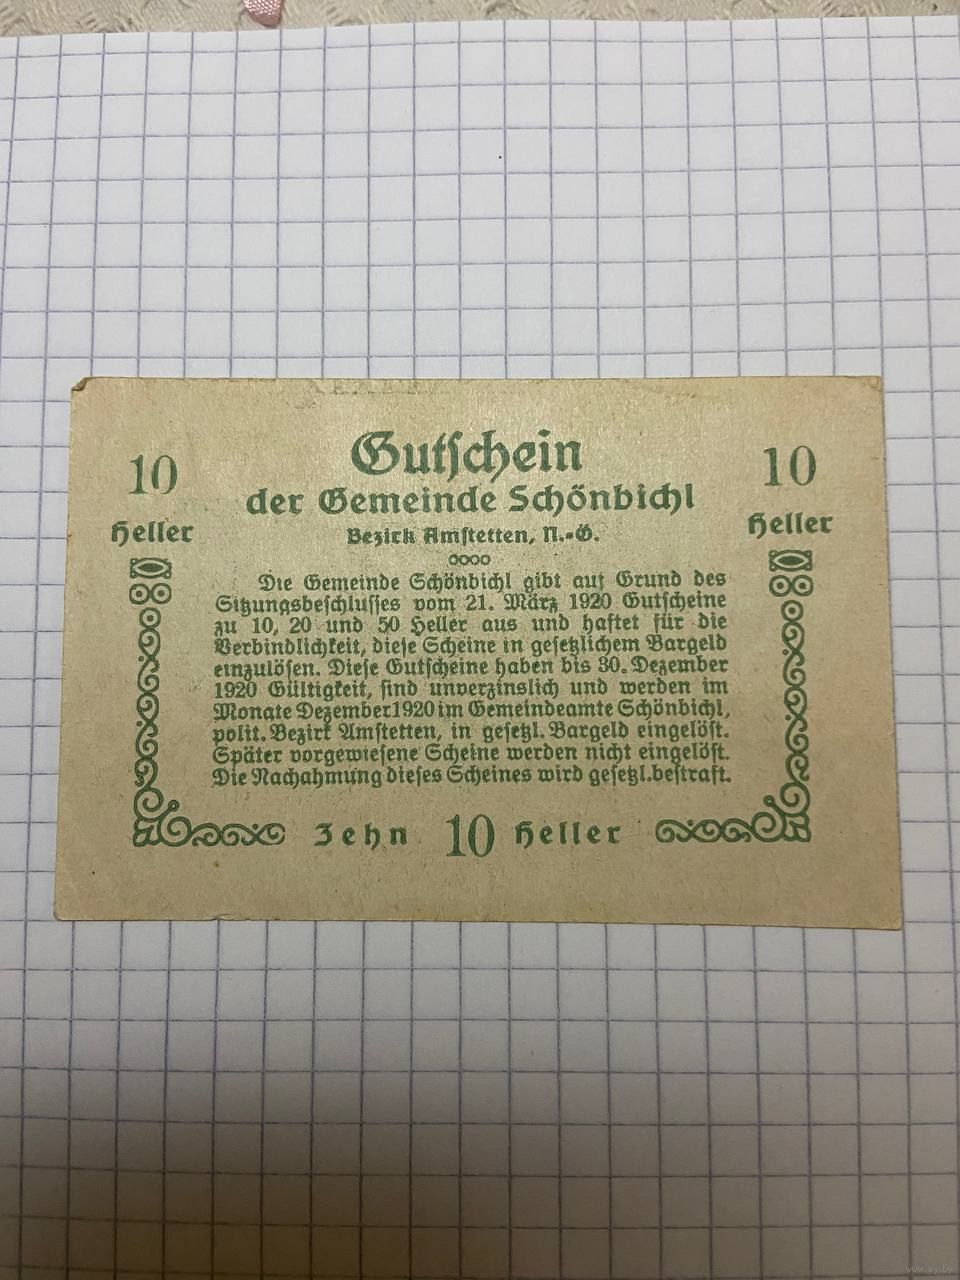 Gutschein
der Gemeinde Schönbichl
Bezirk Amstetten, N.-Ö.
10
Heller
10
Heller
Die Gemeinde Schönbichl gibt auf Grund des
Sitzungsbeschlusses vom 21. März 1920 Gutscheine
zu 10, 20 und 50 Heller aus und haftet für die
Verbindlichkeit, diese Scheine in gesetzlichem Bargeld
einzulösen. Diese Gutscheine haben bis 30. Dezember
1920 Gültigkeit, sind unverzinslich und werden im
Monate Dezember 1920 im Gemeindeamte Schönbichl,
polit. Bezirk Amstetten, in gesetzl. Bargeld eingelöst.
Später vorgewiesene Scheine werden nicht eingelöst.
Die Nachahmung dieses Scheines wird gesetzl. bestraft.
Zehn 10 Heller
www.ay.by